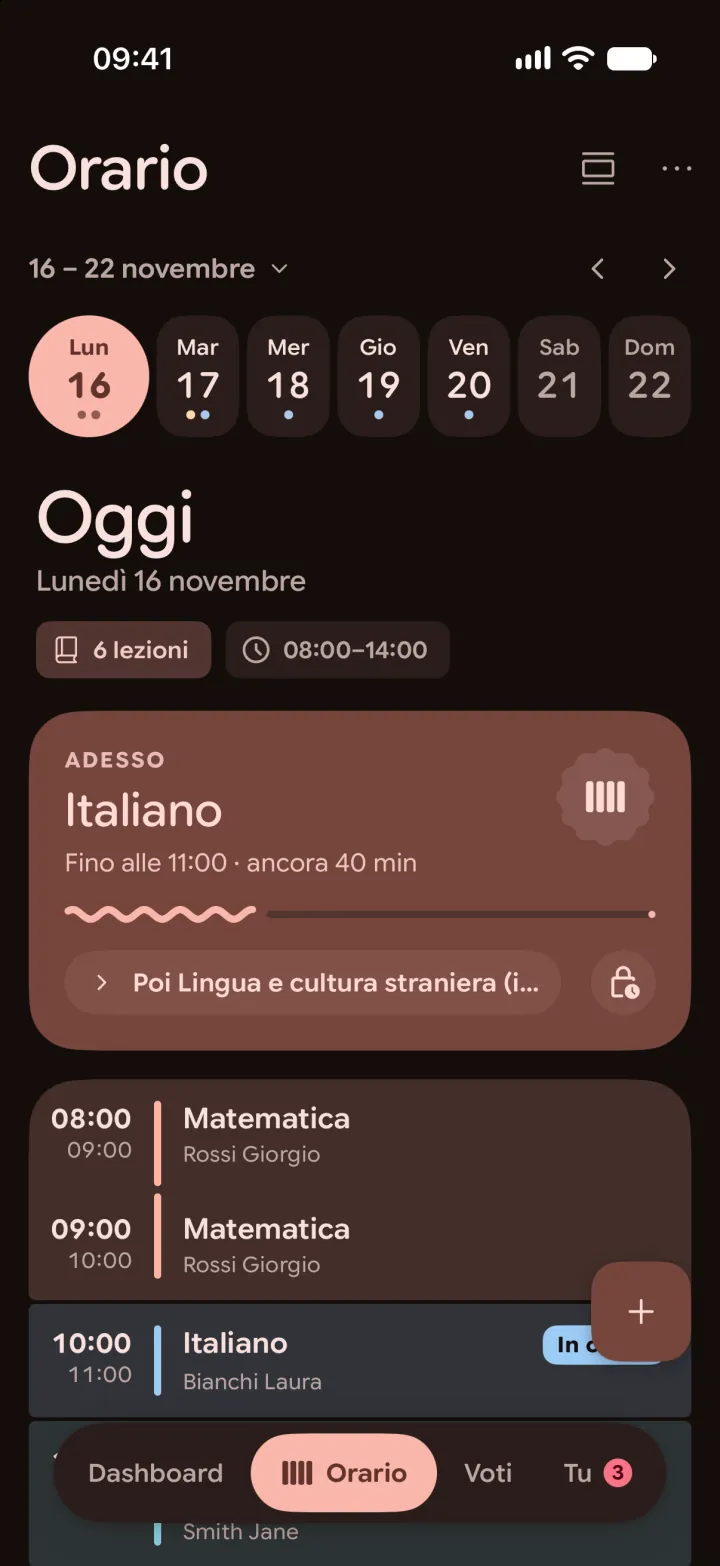 09:41
Orario
16 – 22 novembre
Lun Mar Mer Gio Ven Sab Dom
16 17 18 19 20 21 22
Oggi
Lunedì 16 novembre
6 lezioni
08:00–14:00
ADESSO
Italiano
Fino alle 11:00 · ancora 40 min
Poi Lingua e cultura straniera (i...
08:00 Matematica
09:00 Rossi Giorgio
09:00 Matematica
10:00 Rossi Giorgio
10:00 Italiano
In
11:00 Bianchi Laura
Dashboard Orario Voti Tu 3
Smith Jane